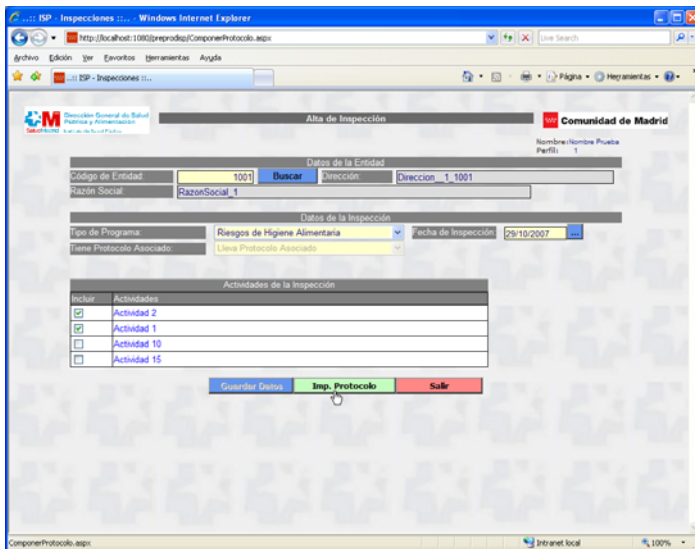 ..:: ISP - Inspecciones ::.. - Windows Internet Explorer
http://localhost:1080/preprodisp/ComponerProtocolo.aspx
Live Search
Archivo Edición Ver Favoritos Herramientas Ayuda
..:: ISP - Inspecciones ::..
Página Herramientas
Dirección General de Salud
Pública y Alimentación
SaludMadrid
Alta de Inspección
Comunidad de Madrid
Nombre: Nombre Prueba
Perfil: 1
Datos de la Entidad
Código de Entidad: 1001 Buscar Dirección: Direccion__1_1001
Razón Social: RazonSocial_1
Datos de la Inspección
Tipo de Programa: Riesgos de Higiene Alimentaria Fecha de Inspección: 29/10/2007 ...
Tiene Protocolo Asociado: Lleva Protocolo Asociado
Actividades de la Inspección
Incluir Actividades
Actividad 2
Actividad 1
Actividad 10
Actividad 15
Guardar Datos Imp. Protocolo Salir
ComponerProtocolo.aspx Intranet local 100%